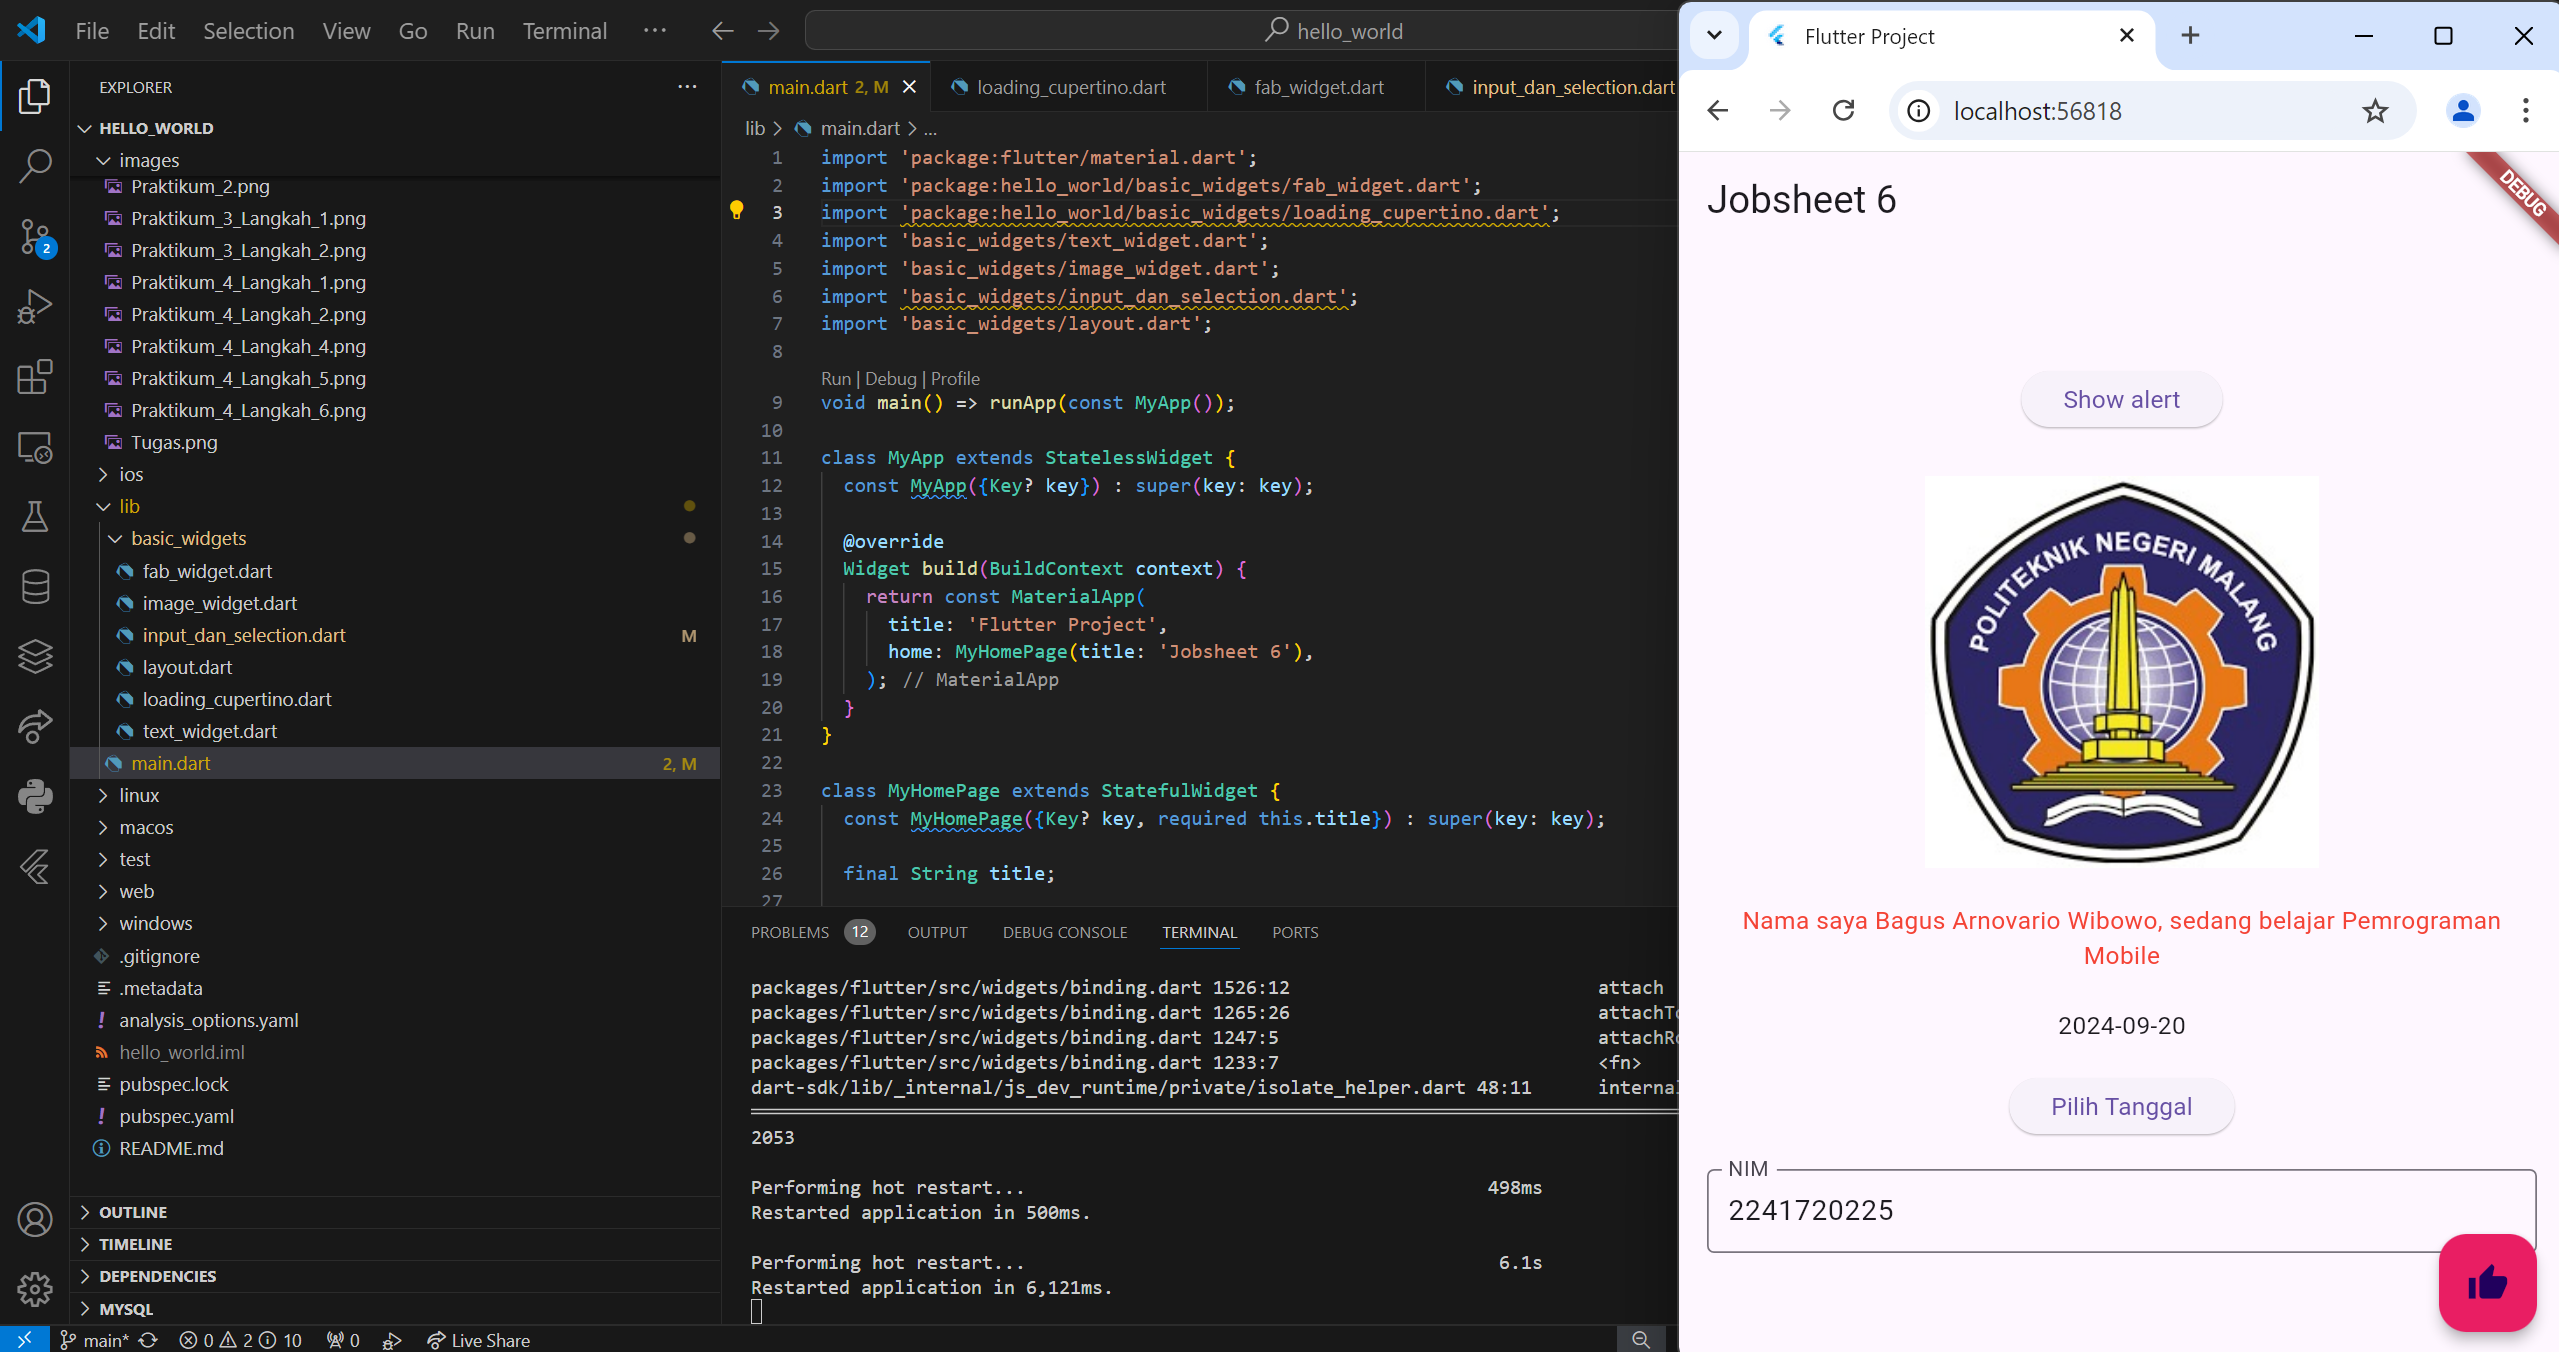 File Edit Selection View Go Run Terminal ··· hello_world
EXPLORER ···
HELLO_WORLD
images
Praktikum_2.png
Praktikum_3_Langkah_1.png
Praktikum_3_Langkah_2.png
Praktikum_4_Langkah_1.png
Praktikum_4_Langkah_2.png
Praktikum_4_Langkah_4.png
Praktikum_4_Langkah_5.png
Praktikum_4_Langkah_6.png
Tugas.png
ios
lib
basic_widgets
fab_widget.dart
image_widget.dart
input_dan_selection.dart M
layout.dart
loading_cupertino.dart
text_widget.dart
main.dart 2, M
linux
macos
test
web
windows
.gitignore
.metadata
analysis_options.yaml
hello_world.iml
pubspec.lock
pubspec.yaml
README.md
OUTLINE
TIMELINE
DEPENDENCIES
MYSQL
2
main.dart 2, M loading_cupertino.dart fab_widget.dart input_dan_selection.dart
lib > main.dart > ...
1 import 'package:flutter/material.dart';
2 import 'package:hello_world/basic_widgets/fab_widget.dart';
3 import 'package:hello_world/basic_widgets/loading_cupertino.dart';
4 import 'basic_widgets/text_widget.dart';
5 import 'basic_widgets/image_widget.dart';
6 import 'basic_widgets/input_dan_selection.dart';
7 import 'basic_widgets/layout.dart';
8
Run | Debug | Profile
9 void main() => runApp(const MyApp());
10
11 class MyApp extends StatelessWidget {
12 const MyApp({Key? key}) : super(key: key);
13
14 @override
15 Widget build(BuildContext context) {
16 return const MaterialApp(
17 title: 'Flutter Project',
18 home: MyHomePage(title: 'Jobsheet 6'),
19 ); // MaterialApp
20 }
21 }
22
23 class MyHomePage extends StatefulWidget {
24 const MyHomePage({Key? key, required this.title}) : super(key: key);
25
26 final String title;
27
PROBLEMS 12 OUTPUT DEBUG CONSOLE TERMINAL PORTS
packages/flutter/src/widgets/binding.dart 1526:12 attach
packages/flutter/src/widgets/binding.dart 1265:26 attachTo
packages/flutter/src/widgets/binding.dart 1247:5 attachRo
packages/flutter/src/widgets/binding.dart 1233:7 <fn>
dart-sdk/lib/_internal/js_dev_runtime/private/isolate_helper.dart 48:11 interna
2053
Performing hot restart... 498ms
Restarted application in 500ms.
Performing hot restart... 6.1s
Restarted application in 6,121ms.
main* 0 2 10 0 Live Share
Flutter Project
localhost:56818
DEBUG
Jobsheet 6
Show alert
POLITEKNIK NEGERI MALANG
Nama saya Bagus Arnovario Wibowo, sedang belajar Pemrograman
Mobile
2024-09-20
Pilih Tanggal
NIM
2241720225